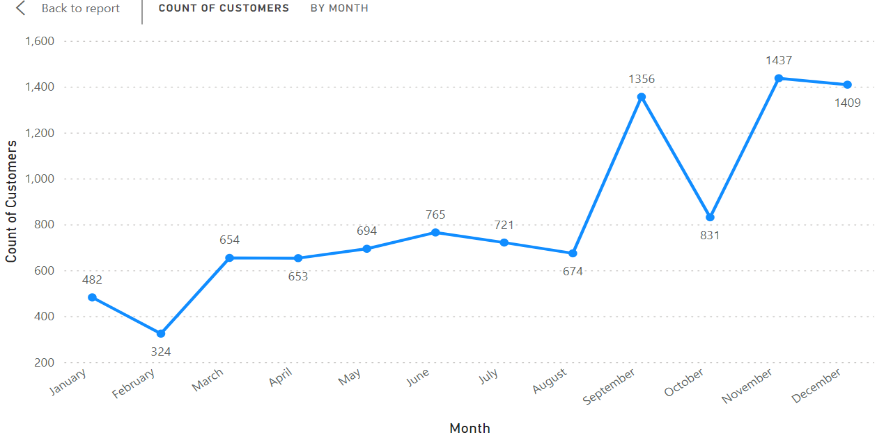 Back to report COUNT OF CUSTOMERS BY MONTH
1,600
1,400
1,200
1,000
800
600
400
200
Count of Customers
482
324
654
653
694
765
721
674
1356
831
1437
1409
January
February
March
April
May
June
July
August
September
October
November
December
Month